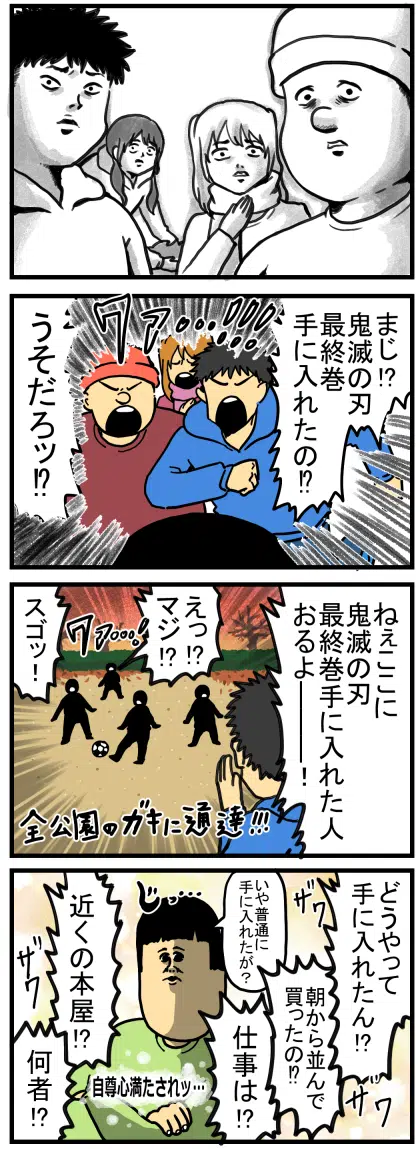 まじ!?
鬼滅の刃
最終巻
手に入れたの!?
ワァ……!!!
うそだろッ!?
ねぇここに
鬼滅の刃
最終巻手に入れた人
おるよ———!
えっ!?
マジ!?
ワァ……!
スゴッ!
全公園のガキに通達!!!
どうやって
手に入れたん!?
ザワ
朝から並んで
買ったの!?
ザワ
いや普通に
手に入れたが?
じっ…
仕事は!?
自尊心満たされッ…
近くの本屋!?
ザワ
何者!?